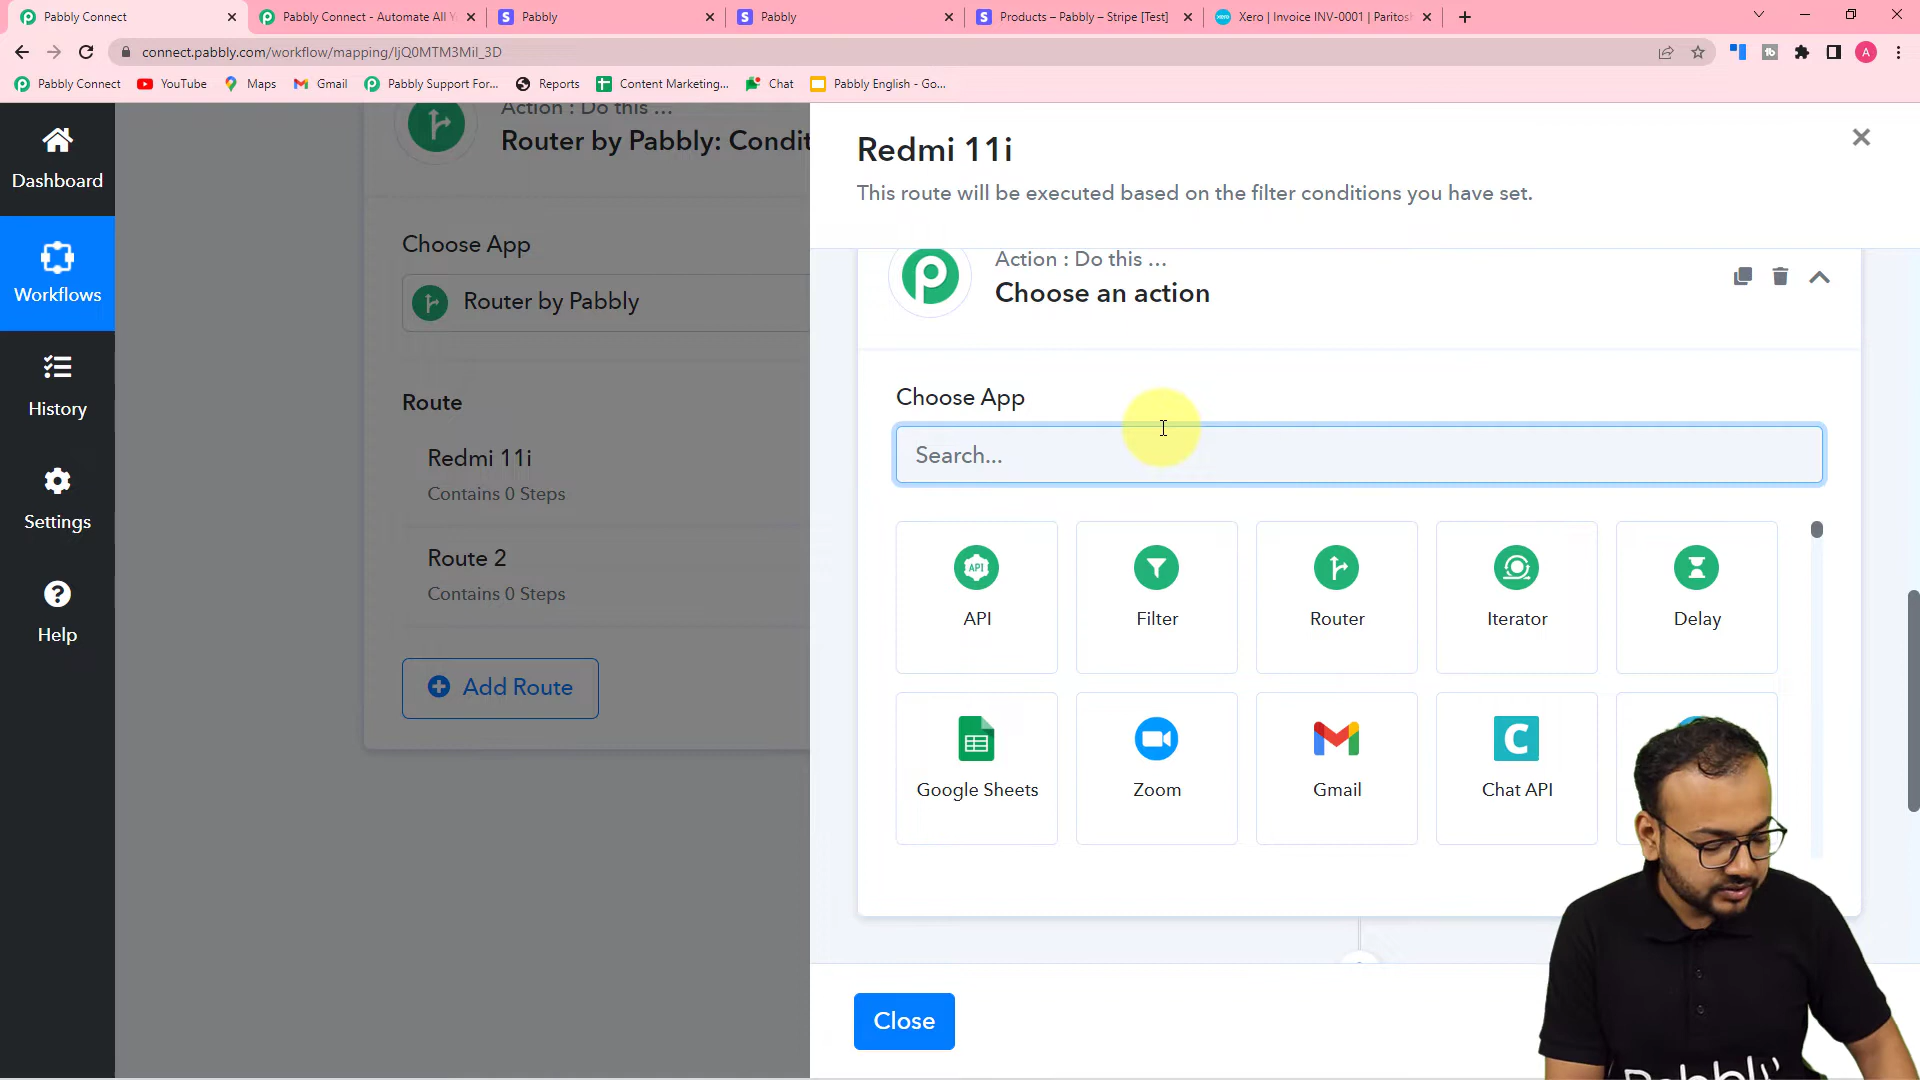 Pabbly Connect
Pabbly Connect - Automate All Y
Pabbly
Pabbly
Products – Pabbly – Stripe [Test]
Xero | Invoice INV-0001 | Paritos
connect.pabbly.com/workflow/mapping/IjQ0MTM3Mil_3D
A
Pabbly Connect
YouTube
Maps
Gmail
Pabbly Support For...
Reports
Content Marketing...
Chat
Pabbly English - Go...
Dashboard
Workflows
History
Settings
Help
Action : Do this ...
Router by Pabbly: Condit
Choose App
Router by Pabbly
Route
Redmi 11i
Contains 0 Steps
Route 2
Contains 0 Steps
Add Route
Redmi 11i
This route will be executed based on the filter conditions you have set.
Action : Do this ...
Choose an action
Choose App
Search...
API
Filter
Router
Iterator
Delay
Google Sheets
Zoom
Gmail
Chat API
Close
Pabbly